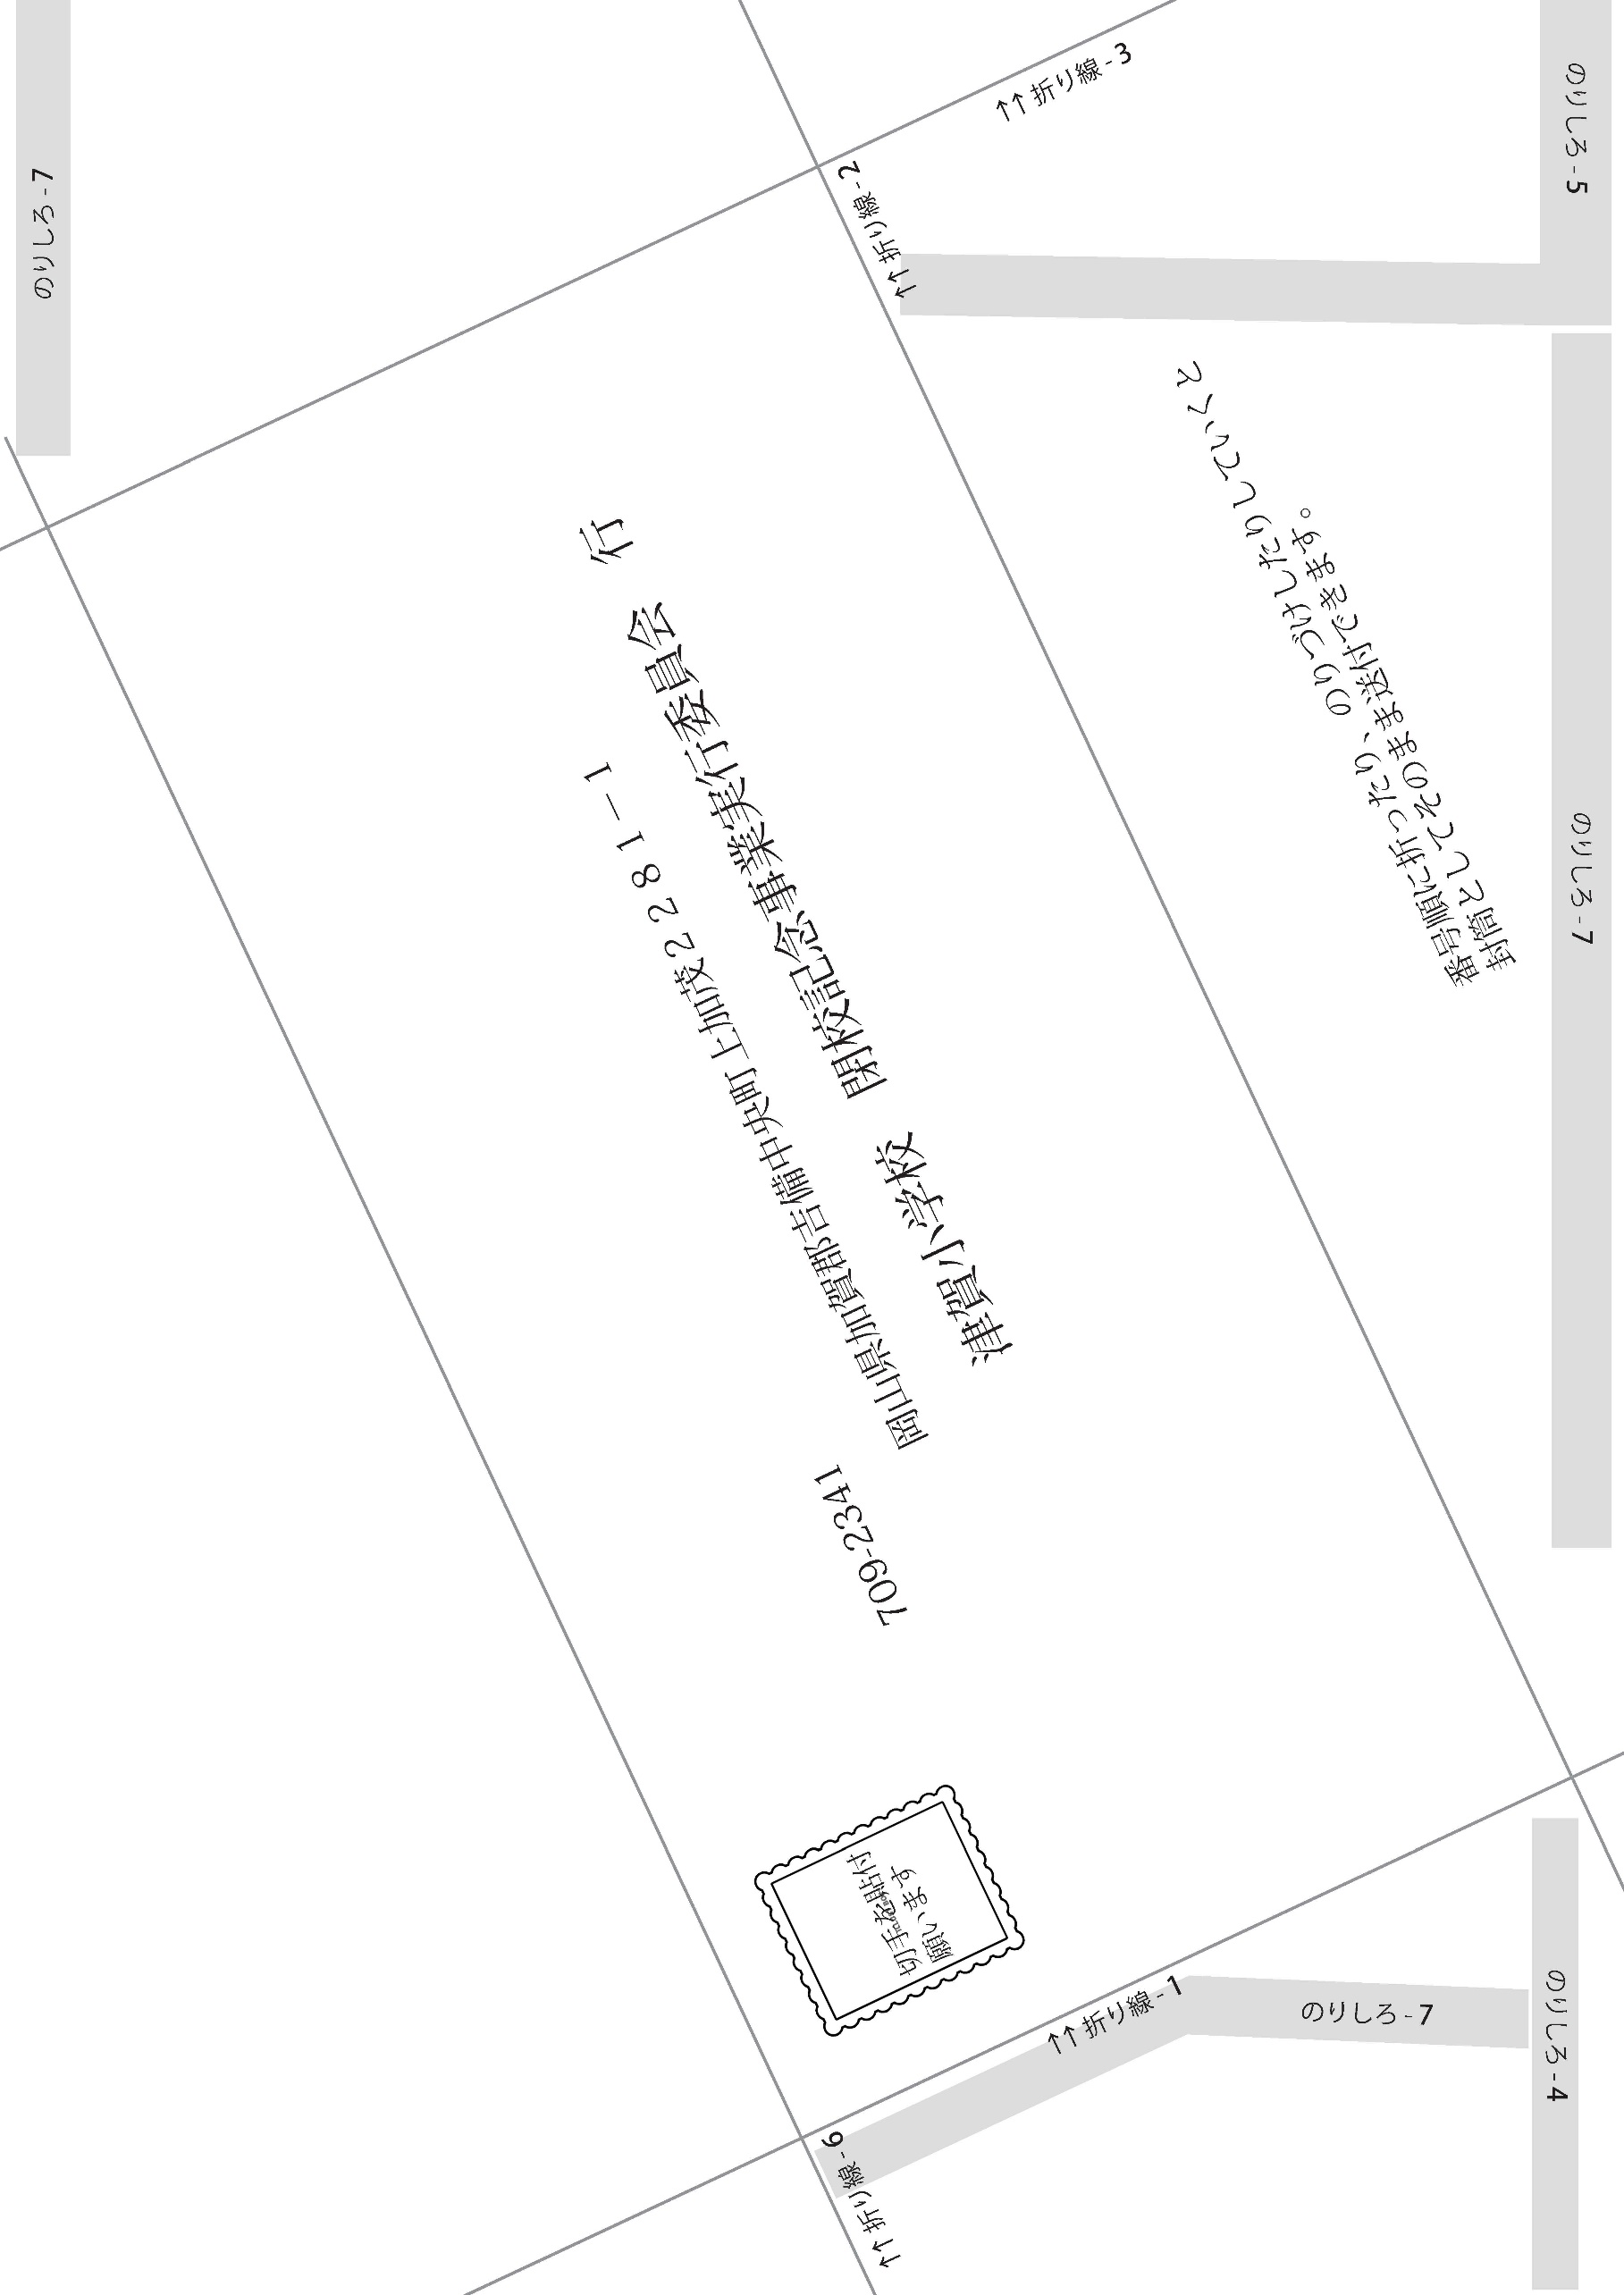 ↑↑ 折り線 - 3
のりしろ - 5
のりしろ - 7
↑↑ 折り線 - 2
番号順に折ったり、のりづけしたりしていくと
封筒としてそのまま送付できます。
のりしろ - 7
709-2341
岡山県加賀郡吉備中央町上加茂２２８１－１
津賀小学校　開校記念事業実行委員会　行
切手を貼付
願います
↑↑ 折り線 - 1
のりしろ - 7
のりしろ - 4
↑↑ 折り線 - 6